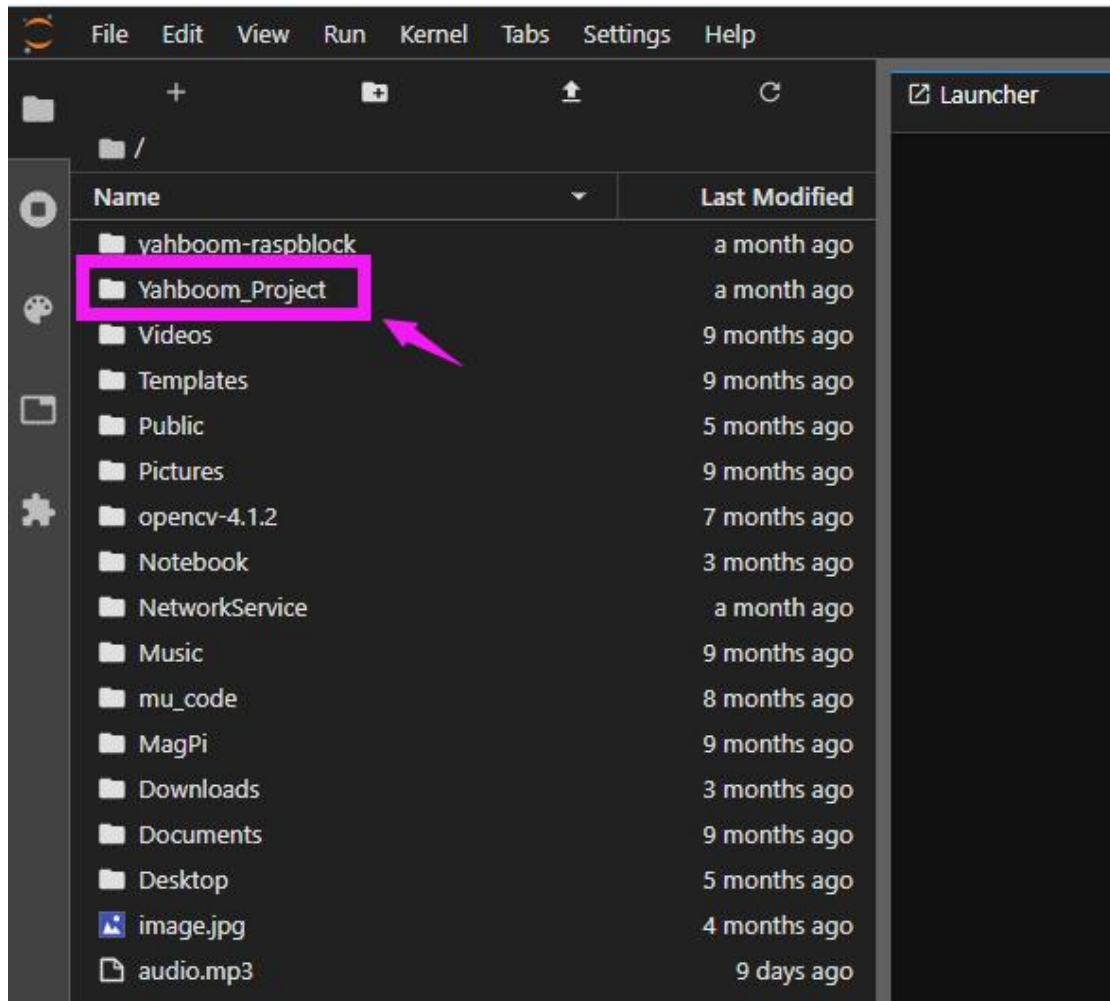 File Edit View Run Kernel Tabs Settings Help
Launcher
/
Name Last Modified
yahboom-raspblock a month ago
Yahboom_Project a month ago
Videos 9 months ago
Templates 9 months ago
Public 5 months ago
Pictures 9 months ago
opencv-4.1.2 7 months ago
Notebook 3 months ago
NetworkService a month ago
Music 9 months ago
mu_code 8 months ago
MagPi 9 months ago
Downloads 3 months ago
Documents 9 months ago
Desktop 5 months ago
image.jpg 4 months ago
audio.mp3 9 days ago